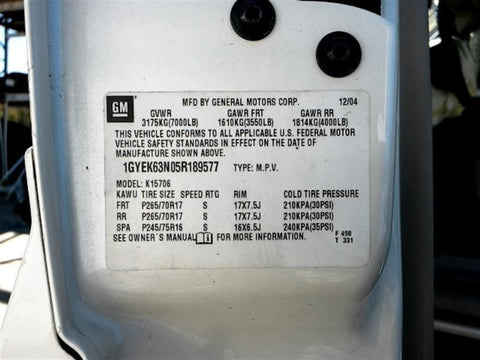 GM
MFD BY GENERAL MOTORS CORP. 12/04
GVWR GAWR FRT GAWR RR
3175KG(7000LB) 1610KG(3550LB) 1814KG(4000LB)
THIS VEHICLE CONFORMS TO ALL APPLICABLE U.S. FEDERAL MOTOR
VEHICLE SAFETY STANDARDS IN EFFECT ON THE DATE OF
MANUFACTURE SHOWN ABOVE.
1GYEK63N05R189577 TYPE: M.P.V.
MODEL: K15706
KAWU TIRE SIZE SPEED RTG RIM COLD TIRE PRESSURE
FRT P265/70R17 S 17X7.5J 210KPA(30PSI)
RR P265/70R17 S 17X7.5J 210KPA(30PSI)
SPA P245/75R16 S 16X6.5J 240KPA(35PSI)
SEE OWNER'S MANUAL i FOR MORE INFORMATION.
F 490
T 331